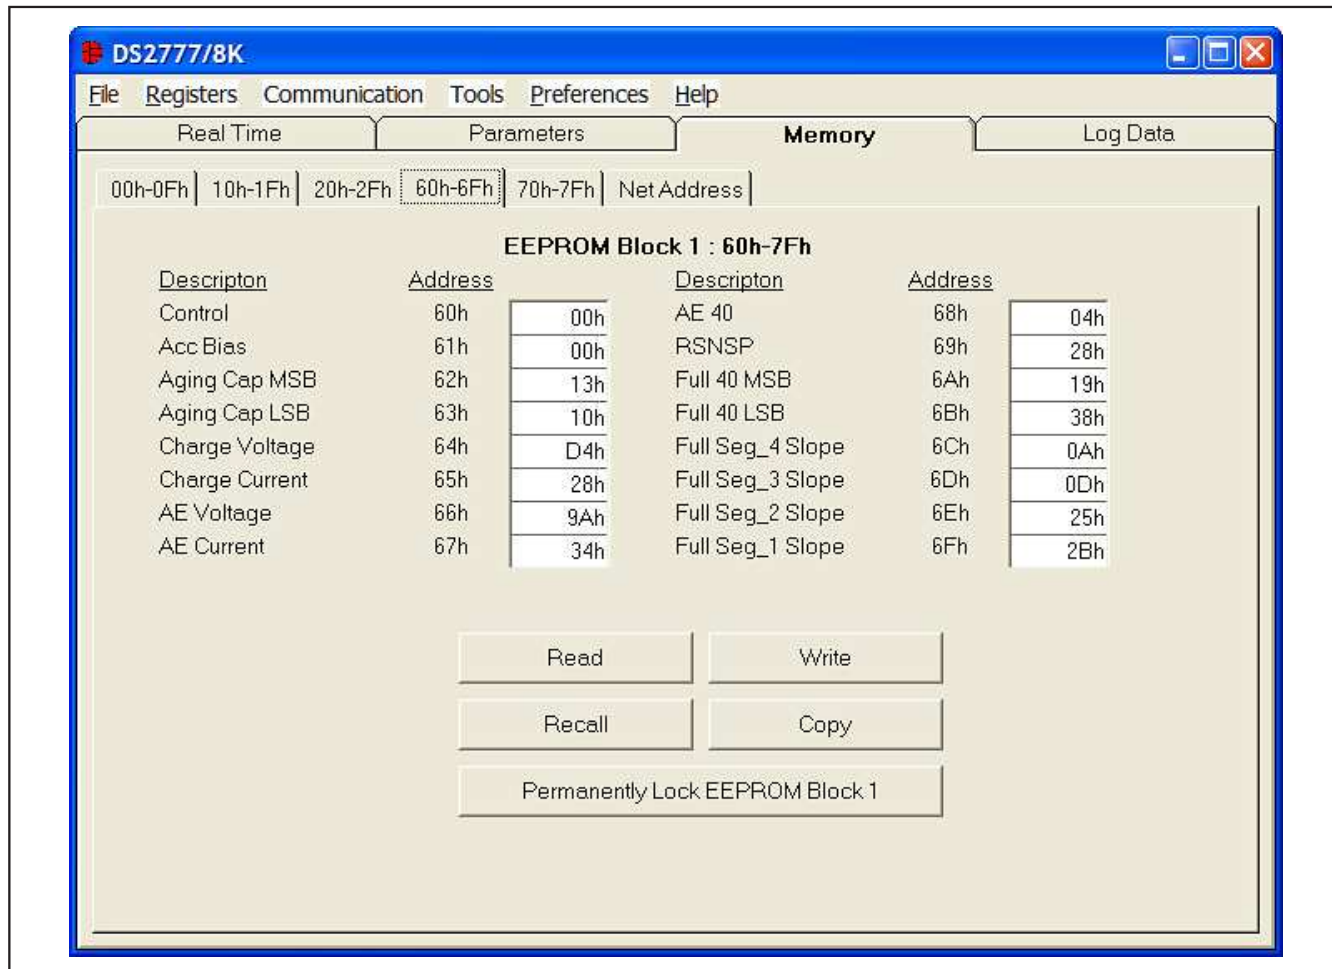 DS2777/8K
File Registers Communication Tools Preferences Help
Real Time Parameters Memory Log Data
00h-0Fh 10h-1Fh 20h-2Fh 60h-6Fh 70h-7Fh Net Address
EEPROM Block 1 : 60h-7Fh
Descripton Address Descripton Address
Control 60h 00h AE 40 68h 04h
Acc Bias 61h 00h RSNSP 69h 28h
Aging Cap MSB 62h 13h Full 40 MSB 6Ah 19h
Aging Cap LSB 63h 10h Full 40 LSB 6Bh 38h
Charge Voltage 64h D4h Full Seg_4 Slope 6Ch 0Ah
Charge Current 65h 28h Full Seg_3 Slope 6Dh 0Dh
AE Voltage 66h 9Ah Full Seg_2 Slope 6Eh 25h
AE Current 67h 34h Full Seg_1 Slope 6Fh 2Bh
Read Write
Recall Copy
Permanently Lock EEPROM Block 1